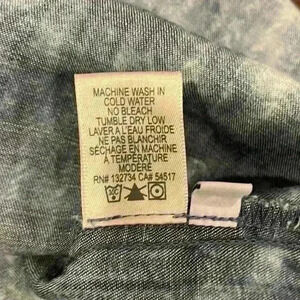 MACHINE WASH IN
COLD WATER
NO BLEACH
TUMBLE DRY LOW
LAVER A L'EAU FROIDE
NE PAS BLANCHIR
SÉCHAGE EN MACHINE
À TEMPÉRATURE
MODÉRÉ
RN# 132734 CA# 54517